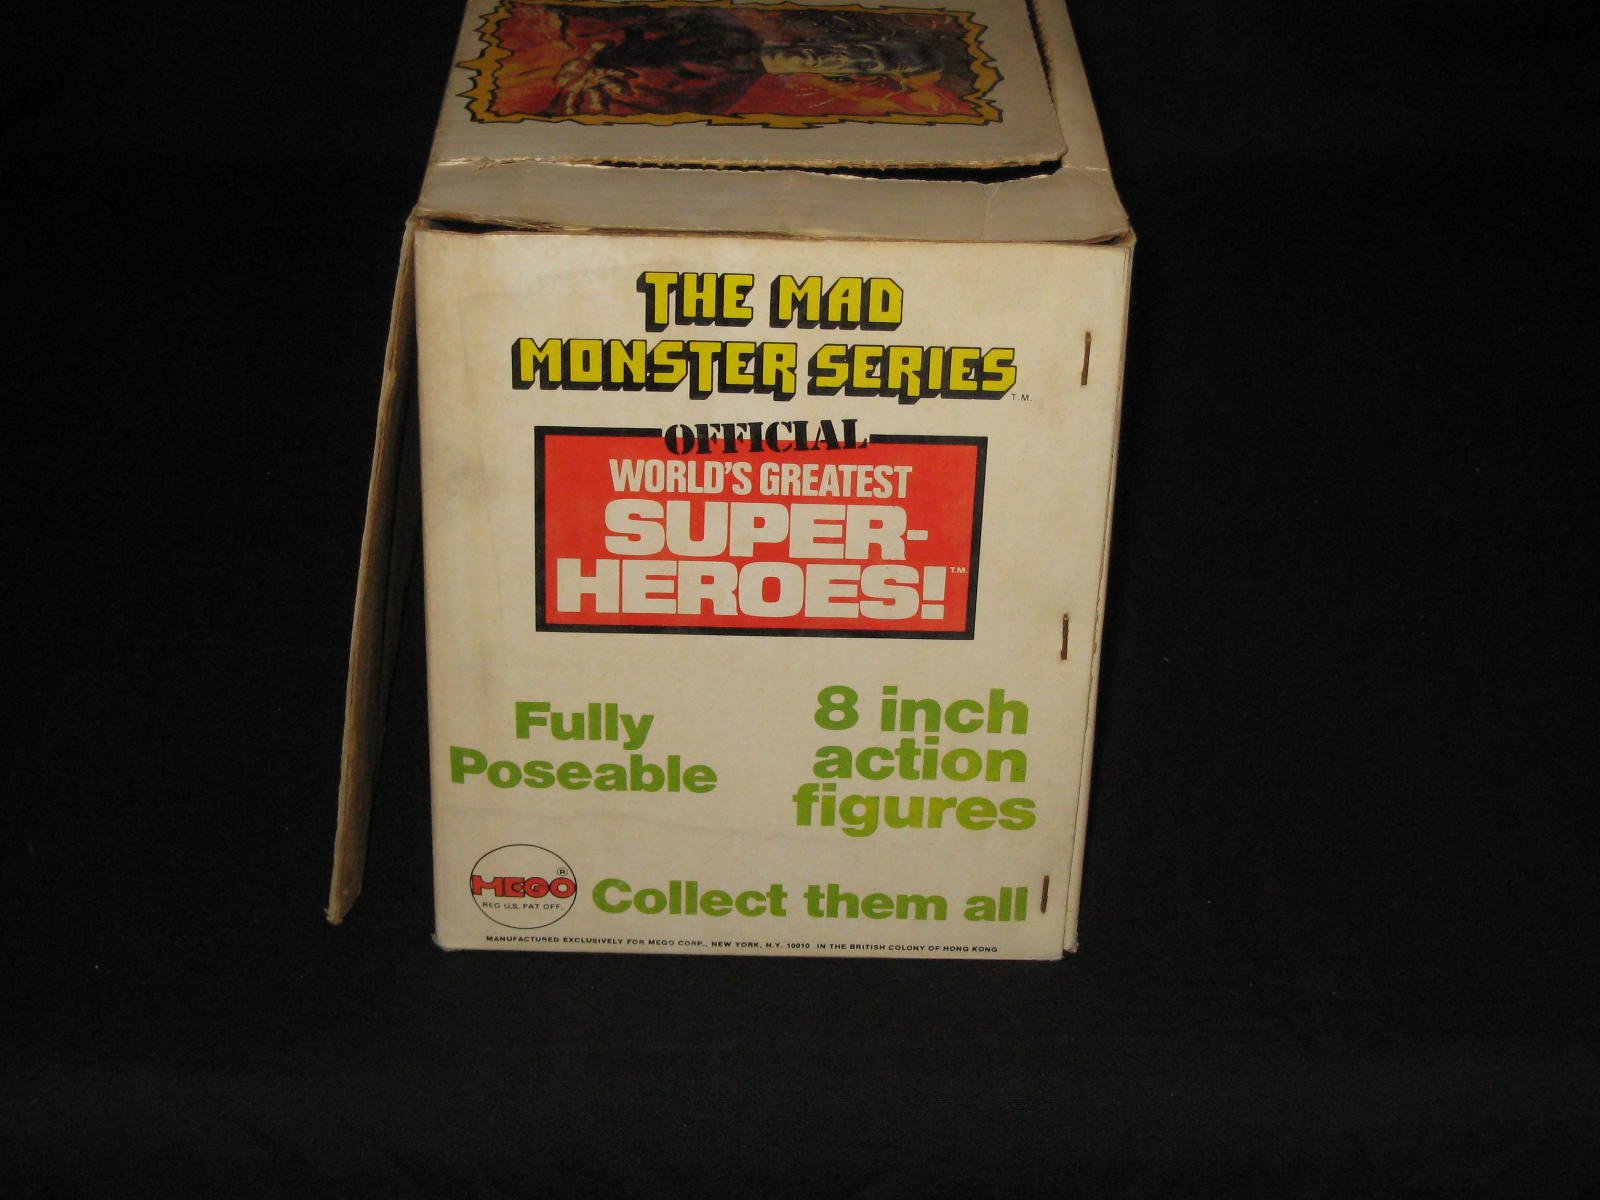 THE MAD
MONSTER SERIES
T.M.
OFFICIAL
WORLD'S GREATEST
SUPER-
HEROES!
T.M.
Fully
Poseable
8 inch
action
figures
MEGO ®
REG U.S. PAT OFF.
Collect them all
MANUFACTURED EXCLUSIVELY FOR MEGO CORP., NEW YORK, N.Y. 10010 IN THE BRITISH COLONY OF HONG KONG